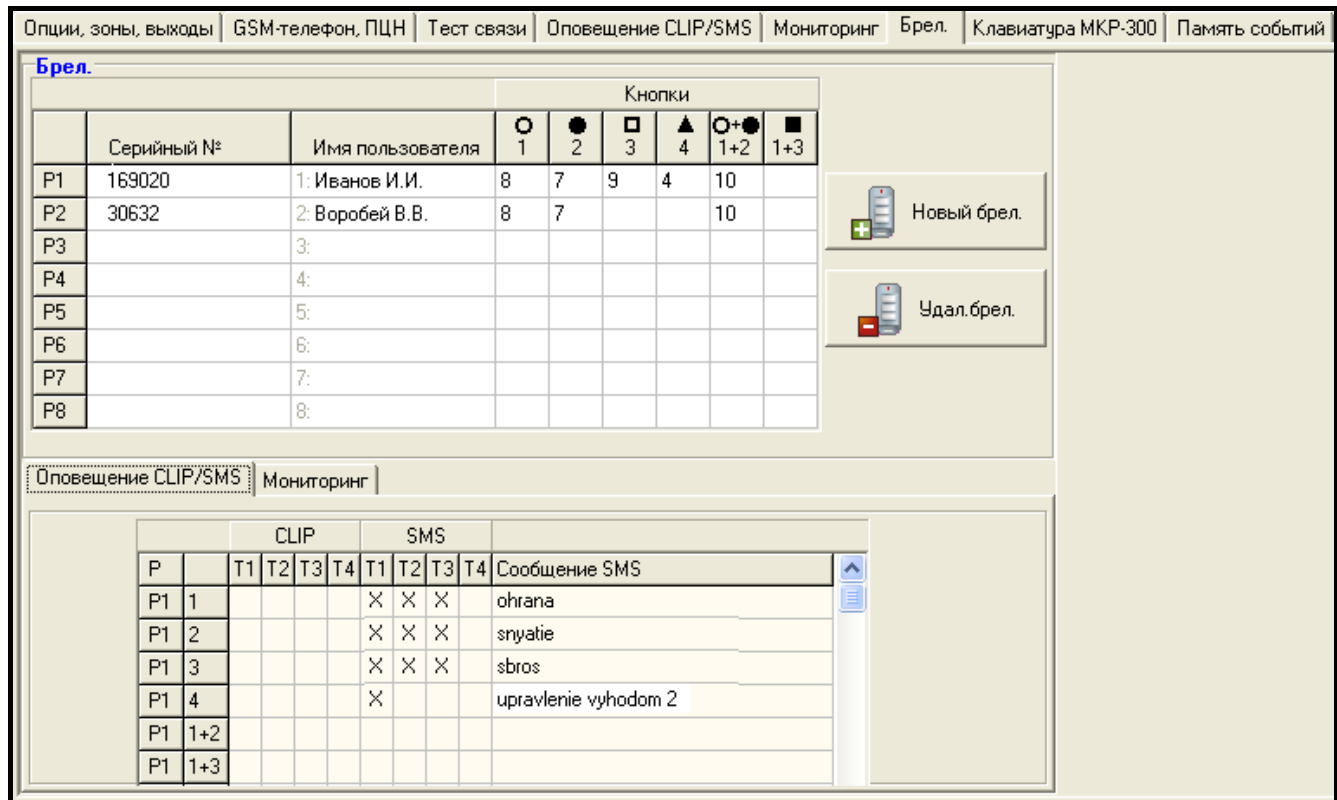 Опции, зоны, выходы GSM-телефон, ПЦН Тест связи Оповещение CLIP/SMS Мониторинг Брел. Клавиатура МКР-300 Память событий
Брел.
Кнопки
Серийный № Имя пользователя 1 2 3 4 1+2 1+3
P1 169020 1: Иванов И.И. 8 7 9 4 10
P2 30632 2: Воробей В.В. 8 7 10
P3 3:
P4 4:
P5 5:
P6 6:
P7 7:
P8 8:
Новый брел.
Удал.брел.
Оповещение CLIP/SMS Мониторинг
CLIP SMS
P T1 T2 T3 T4 T1 T2 T3 T4 Сообщение SMS
P1 1 X X X ohrana
P1 2 X X X snyatie
P1 3 X X X sbros
P1 4 X upravlenie vyhodom 2
P1 1+2
P1 1+3